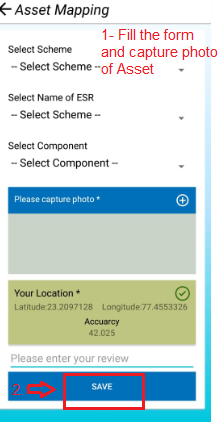 ← Asset Mapping
1- Fill the form
and capture photo
of Asset
Select Scheme
-- Select Scheme --
Select Name of ESR
-- Select Scheme --
Select Component
-- Select Component --
Please capture photo *
Your Location *
Latitude:23.2097128 Longitude:77.4553326
Accuarcy
42.025
Please enter your review
2.
SAVE